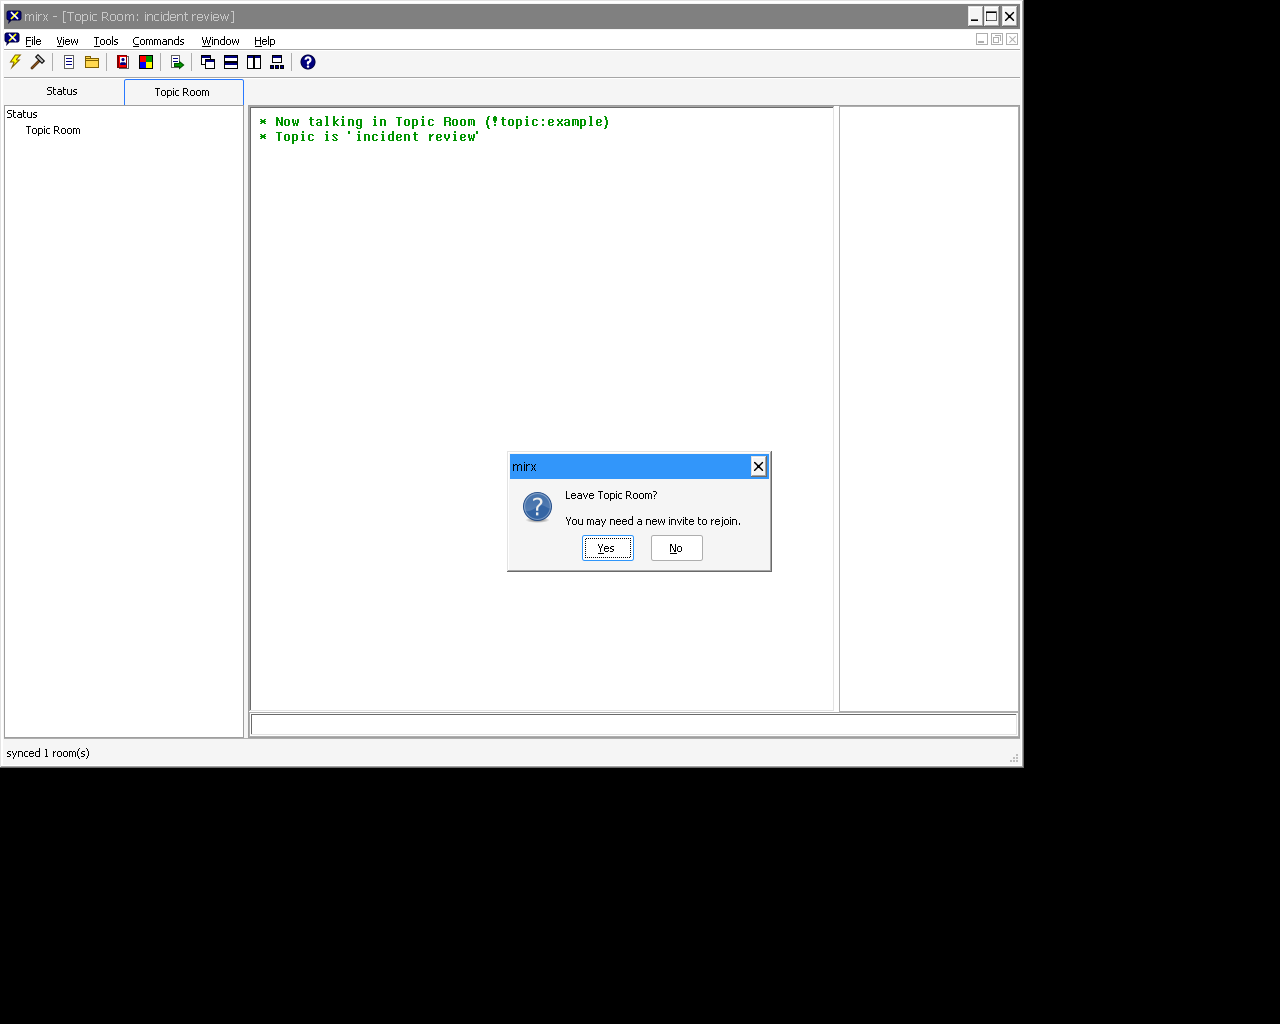 mirx - [Topic Room: incident review]
File View Tools Commands Window Help
Status Topic Room
Status
Topic Room
* Now talking in Topic Room (!topic:example)
* Topic is 'incident review'
mirx
Leave Topic Room?
You may need a new invite to rejoin.
Yes No
synced 1 room(s)